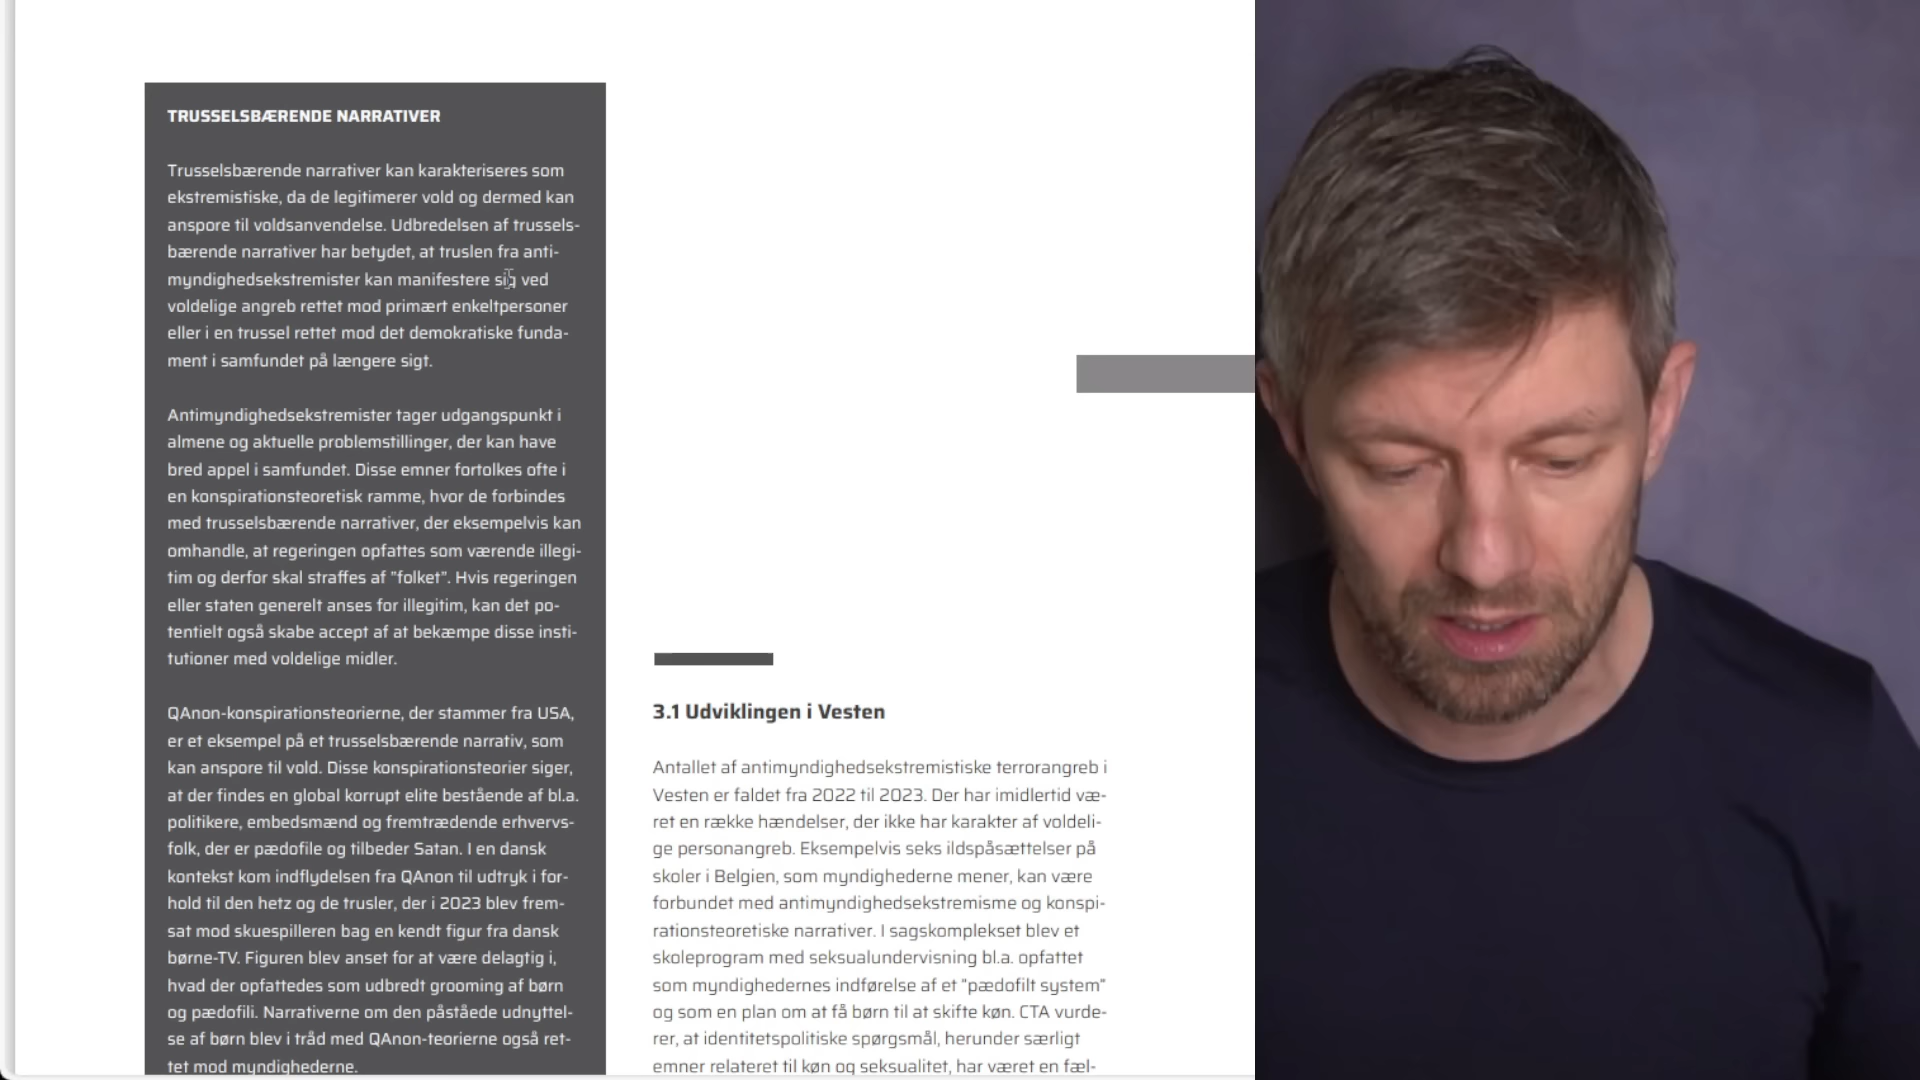 TRUSSELSBÆRENDE NARRATIVER
Trusselsbærende narrativer kan karakteriseres som
ekstremistiske, da de legitimerer vold og dermed kan
anspore til voldsanvendelse. Udbredelsen af trussels-
bærende narrativer har betydet, at truslen fra anti-
myndighedsekstremister kan manifestere sig ved
voldelige angreb rettet mod primært enkeltpersoner
eller i en trussel rettet mod det demokratiske funda-
ment i samfundet på længere sigt.
Antimyndighedsekstremister tager udgangspunkt i
almene og aktuelle problemstillinger, der kan have
bred appel i samfundet. Disse emner fortolkes ofte i
en konspirationsteoretisk ramme, hvor de forbindes
med trusselsbærende narrativer, der eksempelvis kan
omhandle, at regeringen opfattes som værende illegi-
tim og derfor skal straffes af "folket". Hvis regeringen
eller staten generelt anses for illegitim, kan det po-
tentielt også skabe accept af at bekæmpe disse insti-
tutioner med voldelige midler.
QAnon-konspirationsteorierne, der stammer fra USA,
er et eksempel på et trusselsbærende narrativ, som
kan anspore til vold. Disse konspirationsteorier siger,
at der findes en global korrupt elite bestående af bl.a.
politikere, embedsmænd og fremtrædende erhvervs-
folk, der er pædofile og tilbeder Satan. I en dansk
kontekst kom indflydelsen fra QAnon til udtryk i for-
hold til den hetz og de trusler, der i 2023 blev frem-
sat mod skuespilleren bag en kendt figur fra dansk
børne-TV. Figuren blev anset for at være delagtig i,
hvad der opfattedes som udbredt grooming af børn
og pædofili. Narrativerne om den påståede udnyttel-
se af børn blev i tråd med QAnon-teorierne også ret-
tet mod myndighederne.
3.1 Udviklingen i Vesten
Antallet af antimyndighedsekstremistiske terrorangreb i
Vesten er faldet fra 2022 til 2023. Der har imidlertid væ-
ret en række hændelser, der ikke har karakter af voldeli-
ge personangreb. Eksempelvis seks ildspåsættelser på
skoler i Belgien, som myndighederne mener, kan være
forbundet med antimyndighedsekstremisme og konspi-
rationsteoretiske narrativer. I sagskomplekset blev et
skoleprogram med seksualundervisning bl.a. opfattet
som myndighedernes indførelse af et "pædofilt system"
og som en plan om at få børn til at skifte køn. CTA vurde-
rer, at identitetspolitiske spørgsmål, herunder særligt
emner relateret til køn og seksualitet, har været en fæl-